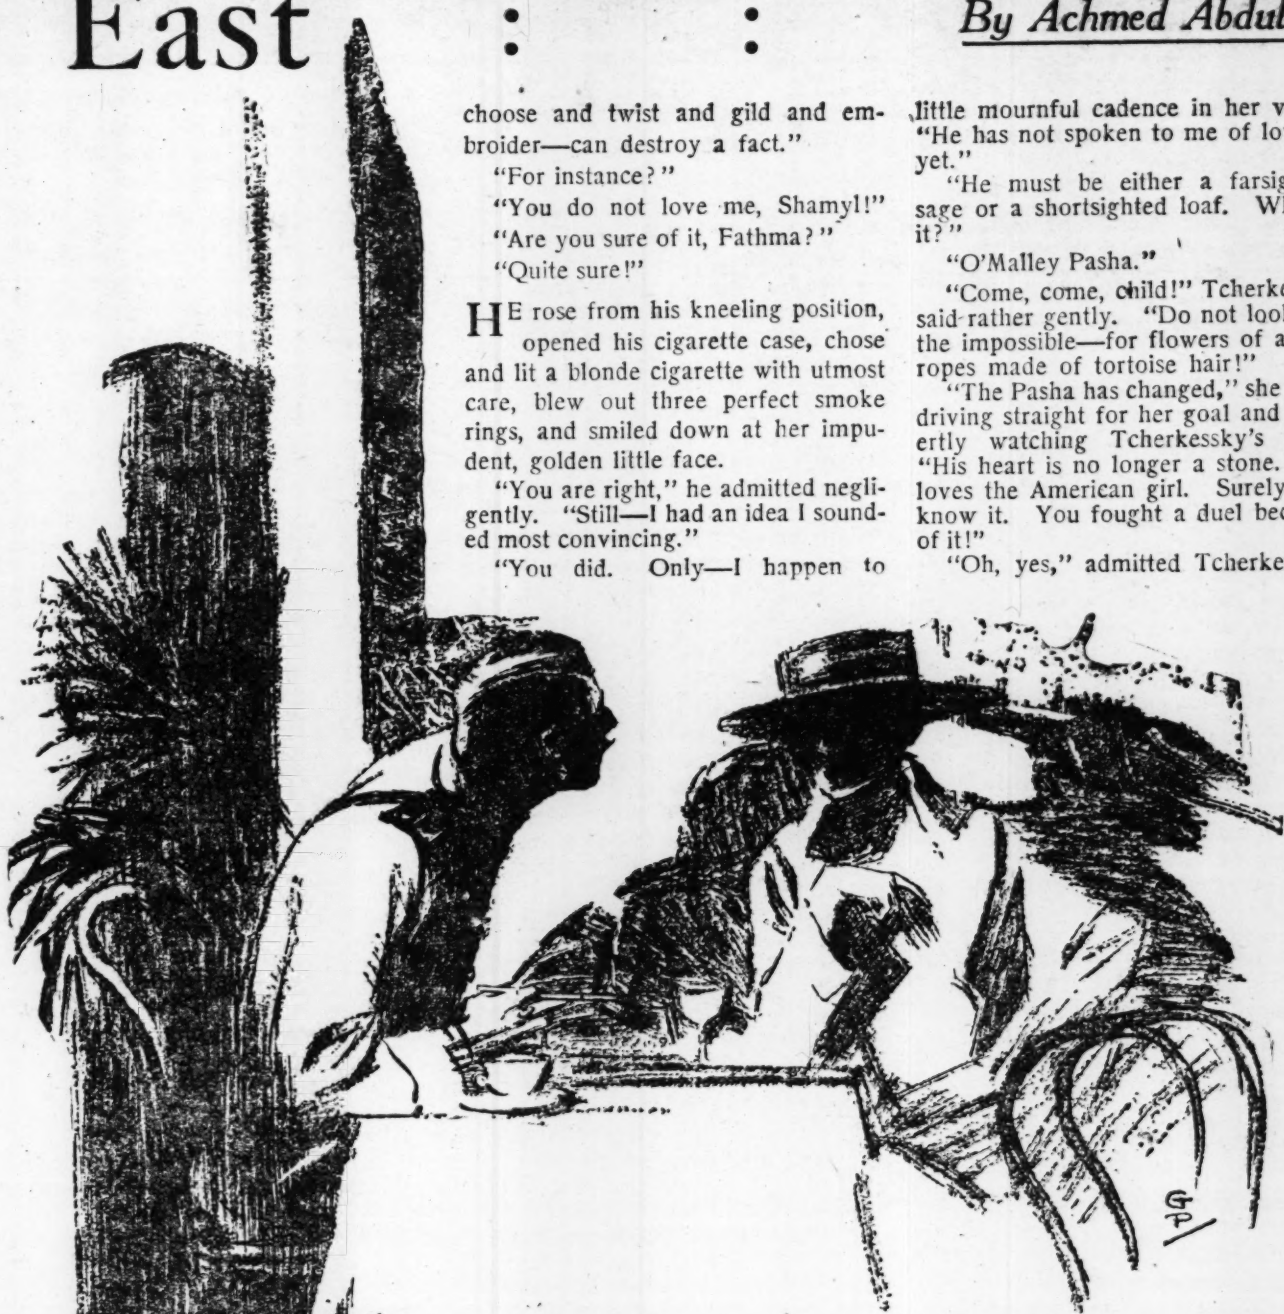 East : :
By Achmed
choose and twist and gild and em-
broider—can destroy a fact."
"For instance?"
"You do not love me, Shamyl!"
"Are you sure of it, Fathma?"
"Quite sure!"
HE rose from his kneeling position,
opened his cigarette case, chose
and lit a blonde cigarette with utmost
care, blew out three perfect smoke
rings, and smiled down at her impu-
dent, golden little face.
"You are right," he admitted negli-
gently. "Still—I had an idea I sound-
ed most convincing."
"You did. Only—I happen to
little mournful cadence in her
"He has not spoken to me of
yet."
"He must be either a
sage or a shortsighted loaf.
it?"
"O'Malley Pasha."
"Come, come, child!"
said rather gently. "Do not
the impossible—for flowers of
ropes made of tortoise hair!"
"The Pasha has changed," she
driving straight for her goal and
ertly watching Tcherkessky's
"His heart is no longer a stone.
loves the American girl. Surely
know it. You fought a duel
of it!"
"Oh, yes," admitted
GP